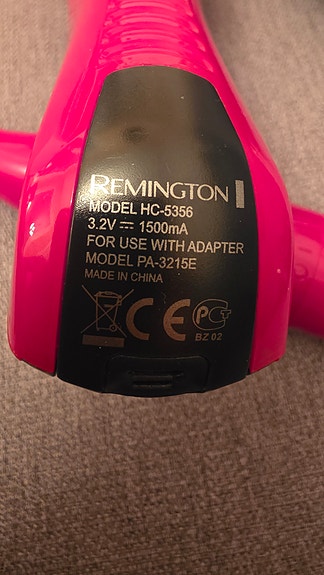 REMINGTON
MODEL HC-5356
3.2V ⎓ 1500mA
FOR USE WITH ADAPTER
MODEL PA-3215E
MADE IN CHINA
CE
PCT
BZ 02